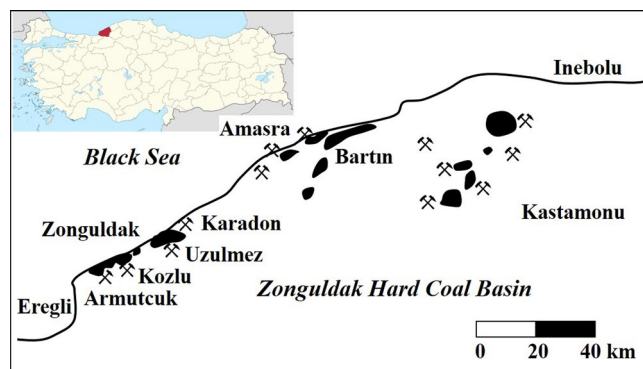 Inebolu
Amasra
Black Sea
Bartın
Kastamonu
Zonguldak
Karadon
Uzulmez
Kozlu
Armutcuk
Eregli
Zonguldak Hard Coal Basin
0 20 40 km